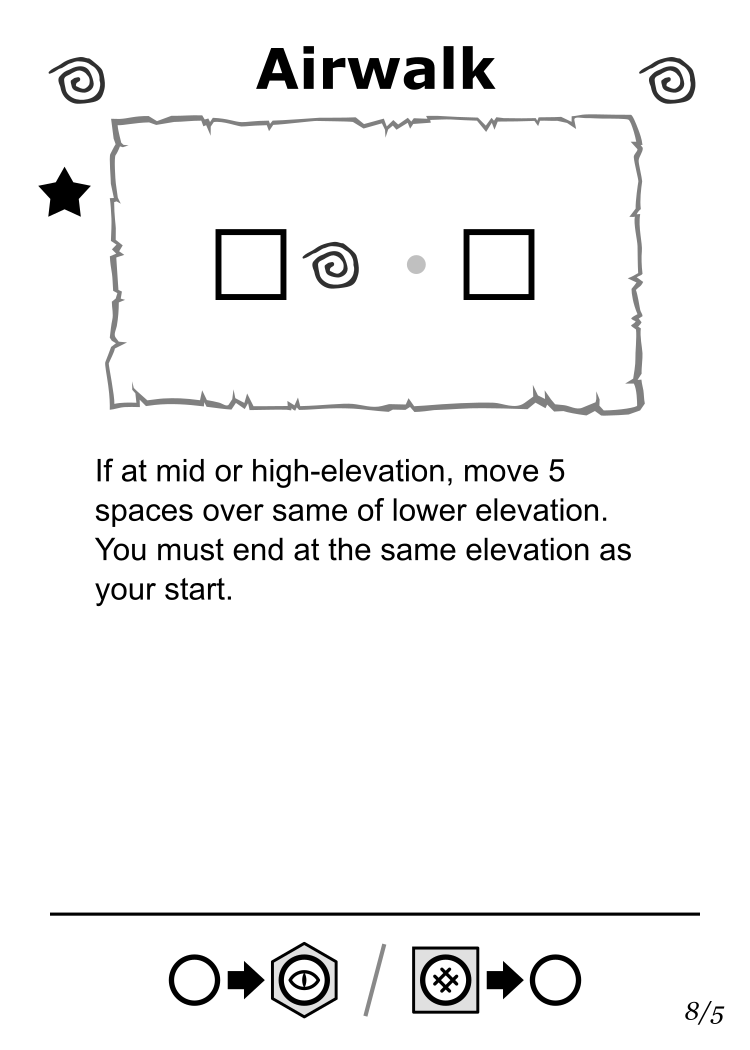 Airwalk
If at mid or high-elevation, move 5
spaces over same of lower elevation.
You must end at the same elevation as
your start.
8/5